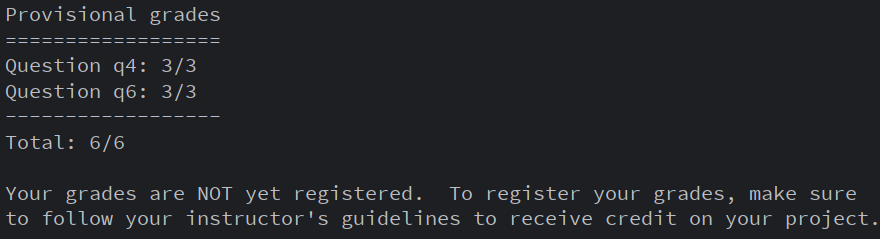 Provisional grades
==================
Question q4: 3/3
Question q6: 3/3
------------------
Total: 6/6
Your grades are NOT yet registered.  To register your grades, make sure
to follow your instructor's guidelines to receive credit on your project.